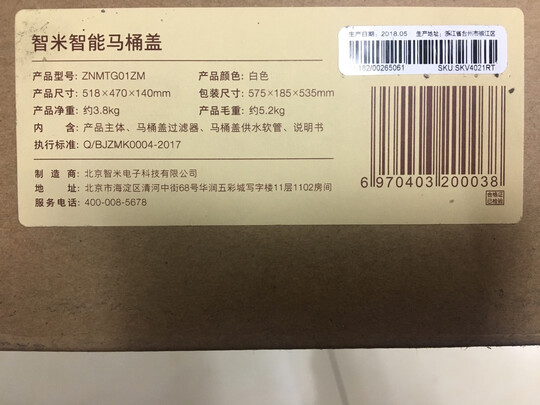 智米智能马桶盖
生产日期: 2018.05 生产地址: 浙江省台州市椒江区
162/00265061 SKU:SKV4021RT
产品型号: ZNMTG01ZM 产品颜色: 白色
产品尺寸: 518×470×140mm 包装尺寸: 575×185×535mm
产品净重: 约3.8kg 产品毛重: 约5.2kg
内 含: 产品主体、马桶盖过滤器、马桶盖供水软管、说明书
执行标准: Q/BJZMK0004-2017
制 造 商: 北京智米电子科技有限公司
地 址: 北京市海淀区清河中街68号华润五彩城写字楼11层1102房间
服务电话: 400-008-5678
6 970403 200038
合格证
已检验